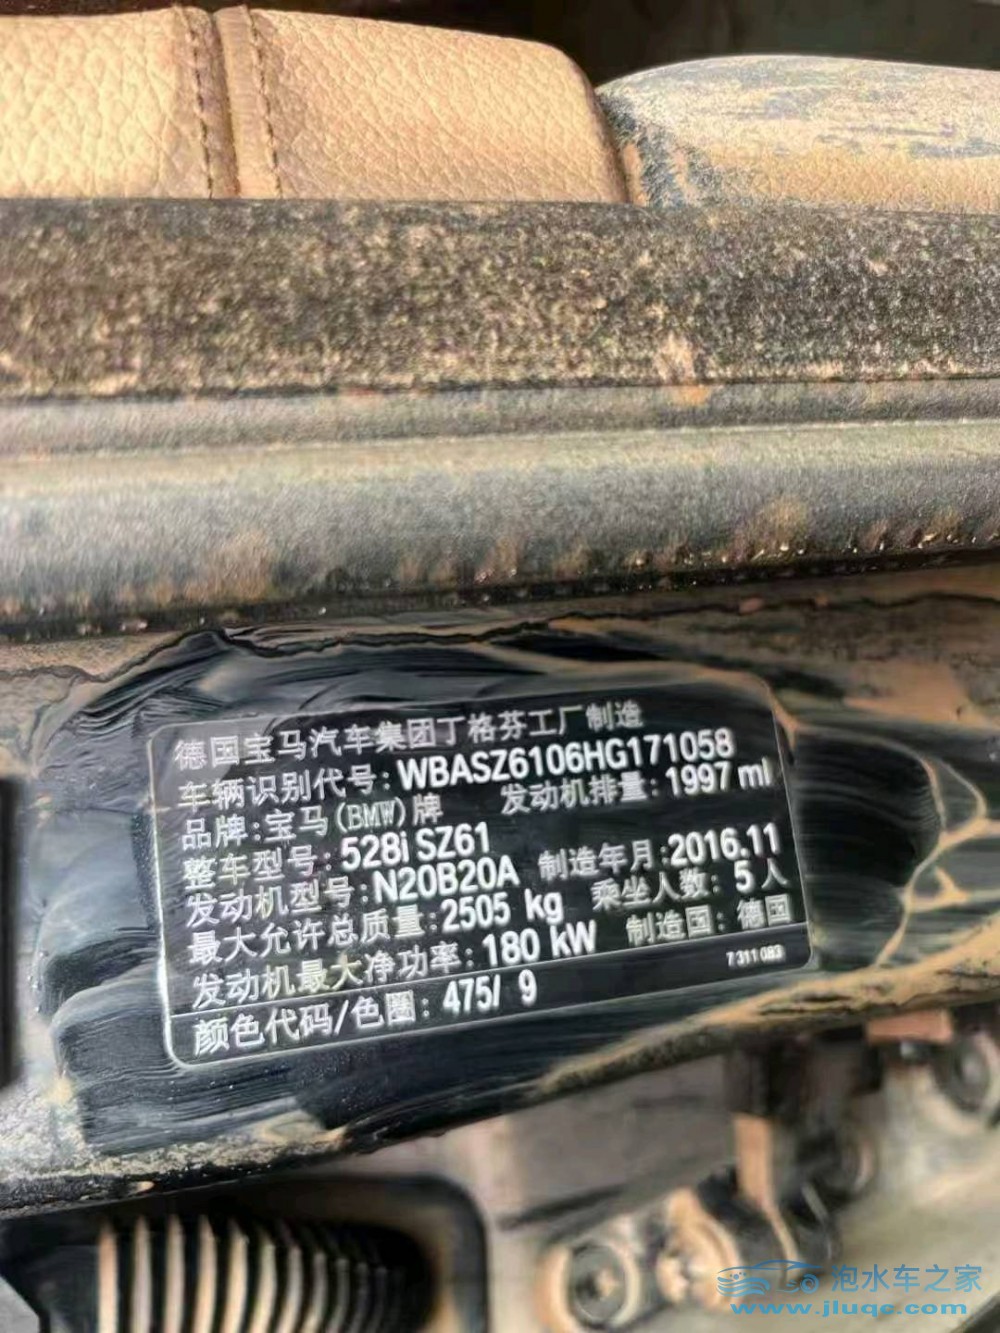 德国宝马汽车集团丁格芬工厂制造
车辆识别代号: WBASZ6106HG171058
品牌: 宝马(BMW)牌 发动机排量: 1997 ml
整车型号: 528i SZ61
发动机型号: N20B20A 制造年月: 2016.11
最大允许总质量: 2505 kg 乘坐人数: 5 人
发动机最大净功率: 180 kW 制造国: 德国
7 311 083
颜色代码/色圈: 475/ 9
泡水车之家
www.jluqc.com